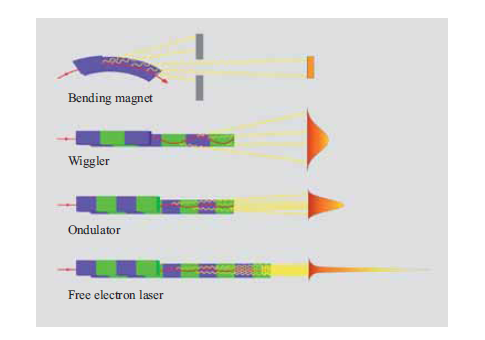 Bending magnet
Wiggler
Ondulator
Free electron laser